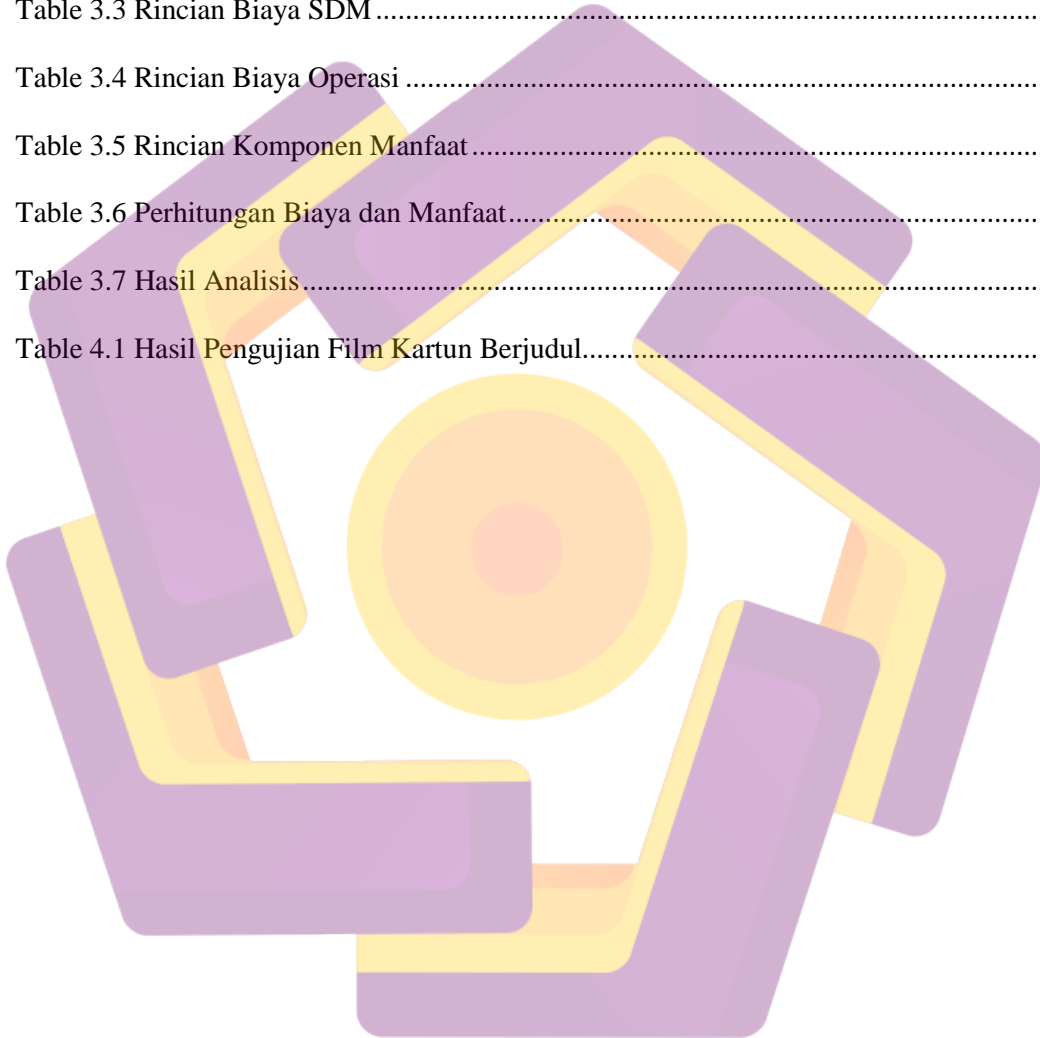 Table 3.3 Rincian Biaya SDM ........................................................................................
Table 3.4 Rincian Biaya Operasi ....................................................................................
Table 3.5 Rincian Komponen Manfaat ...........................................................................
Table 3.6 Perhitungan Biaya dan Manfaat......................................................................
Table 3.7 Hasil Analisis..................................................................................................
Table 4.1 Hasil Pengujian Film Kartun Berjudul............................................................